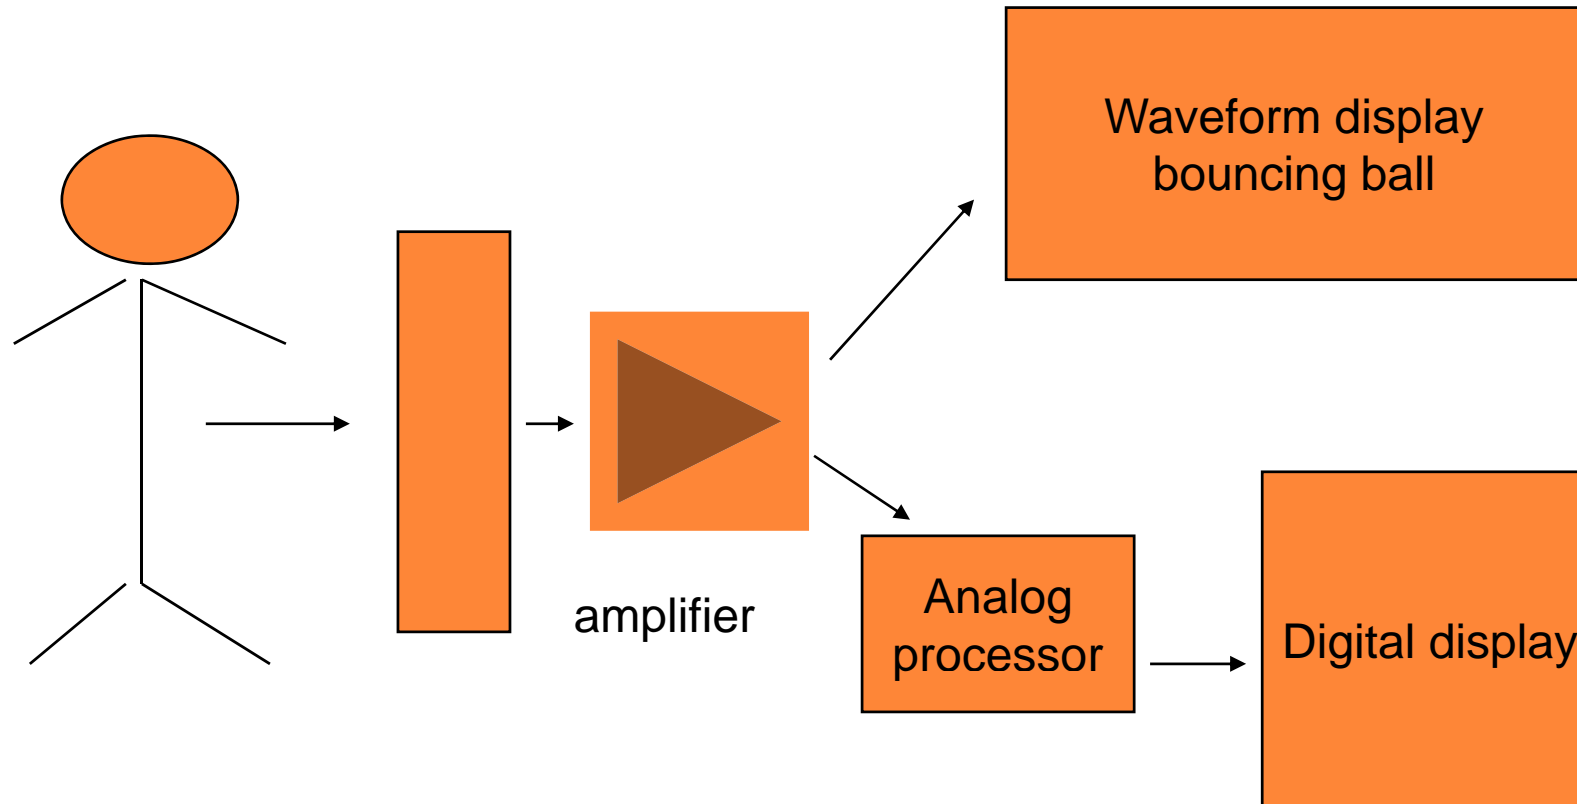 Waveform display
bouncing ball
amplifier
Analog
processor
Digital display